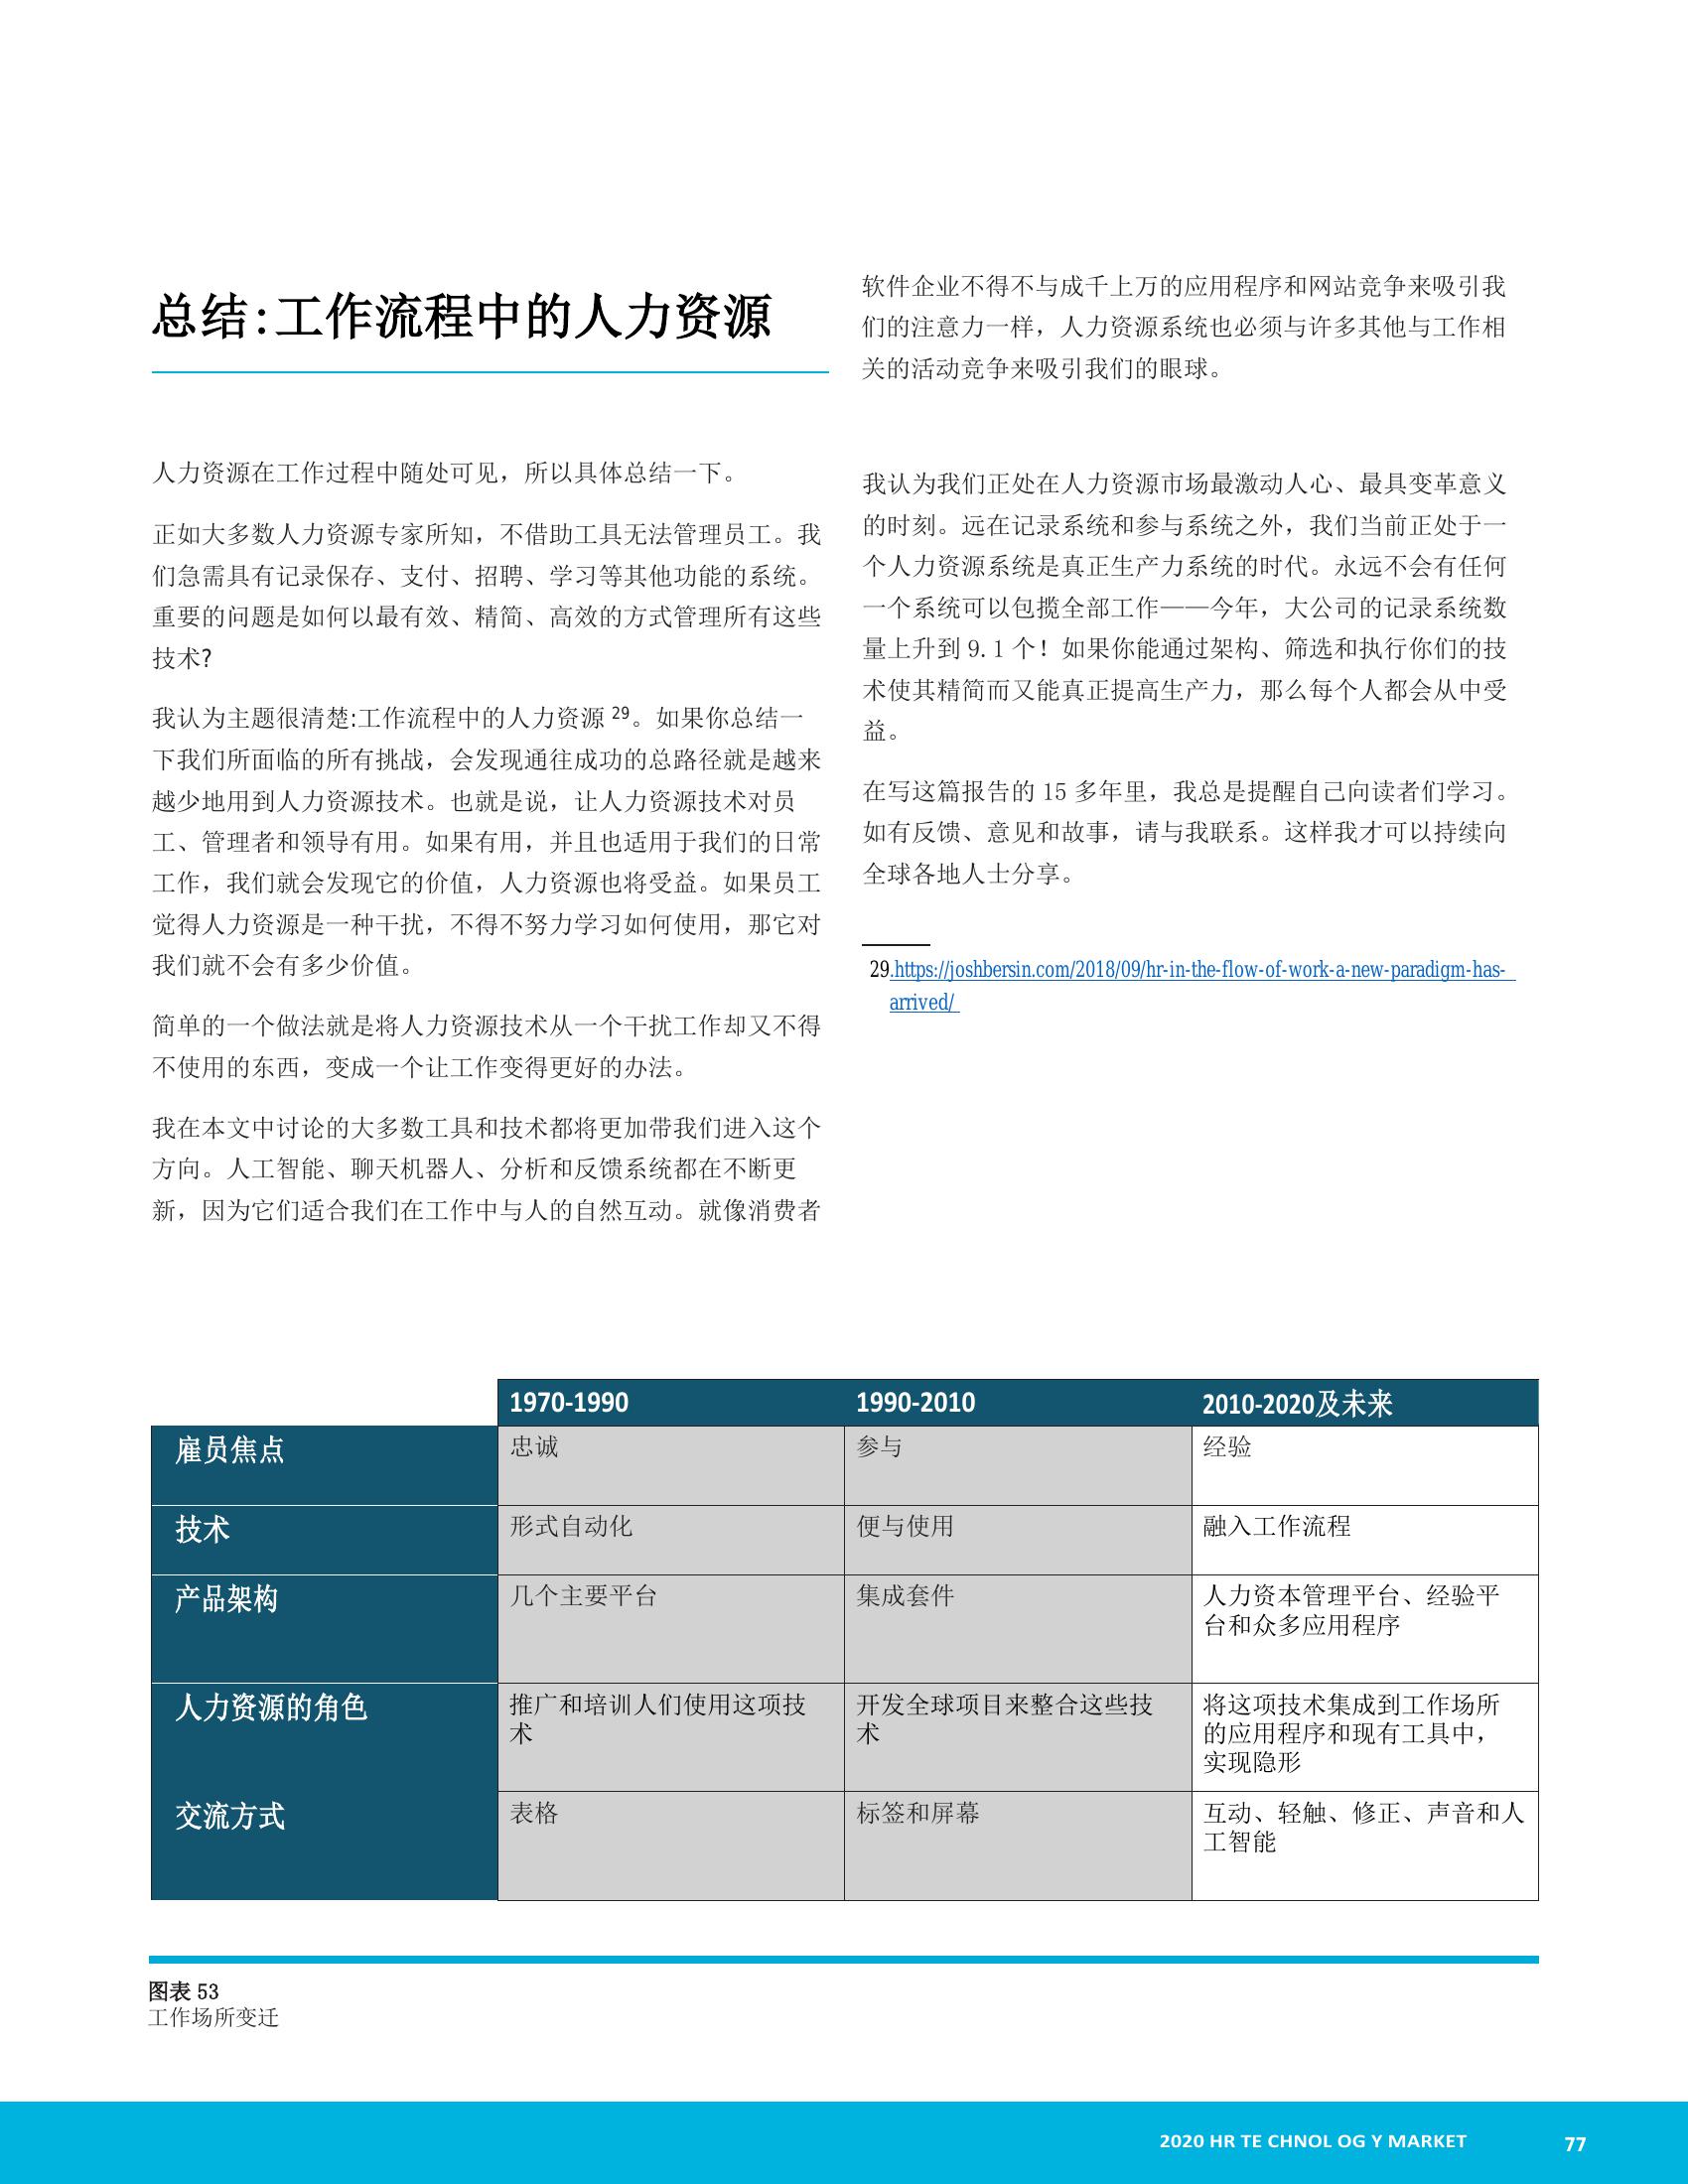 总结:工作流程中的人力资源
人力资源在工作过程中随处可见，所以具体总结一下。
正如大多数人力资源专家所知，不借助工具无法管理员工。我
们急需具有记录保存、支付、招聘、学习等其他功能的系统。
重要的问题是如何以最有效、精简、高效的方式管理所有这些
技术?
我认为主题很清楚:工作流程中的人力资源 29。如果你总结一
下我们所面临的所有挑战，会发现通往成功的总路径就是越来
越少地用到人力资源技术。也就是说，让人力资源技术对员
工、管理者和领导有用。如果有用，并且也适用于我们的日常
工作，我们就会发现它的价值，人力资源也将受益。如果员工
觉得人力资源是一种干扰，不得不努力学习如何使用，那它对
我们就不会有多少价值。
简单的一个做法就是将人力资源技术从一个干扰工作却又不得
不使用的东西，变成一个让工作变得更好的办法。
我在本文中讨论的大多数工具和技术都将更加带我们进入这个
方向。人工智能、聊天机器人、分析和反馈系统都在不断更
新，因为它们适合我们在工作中与人的自然互动。就像消费者
软件企业不得不与成千上万的应用程序和网站竞争来吸引我
们的注意力一样，人力资源系统也必须与许多其他与工作相
关的活动竞争来吸引我们的眼球。
我认为我们正处在人力资源市场最激动人心、最具变革意义
的时刻。远在记录系统和参与系统之外，我们当前正处于一
个人力资源系统是真正生产力系统的时代。永远不会有任何
一个系统可以包揽全部工作——今年，大公司的记录系统数
量上升到 9.1 个！如果你能通过架构、筛选和执行你们的技
术使其精简而又能真正提高生产力，那么每个人都会从中受
益。
在写这篇报告的 15 多年里，我总是提醒自己向读者们学习。
如有反馈、意见和故事，请与我联系。这样我才可以持续向
全球各地人士分享。
29.https://joshbersin.com/2018/09/hr-in-the-flow-of-work-a-new-paradigm-has-
arrived/
1970-1990 1990-2010 2010-2020及未来
雇员焦点 忠诚 参与 经验
技术 形式自动化 便与使用 融入工作流程
产品架构 几个主要平台 集成套件 人力资本管理平台、经验平
台和众多应用程序
人力资源的角色 推广和培训人们使用这项技 开发全球项目来整合这些技 将这项技术集成到工作场所
术 术 的应用程序和现有工具中，
实现隐形
交流方式 表格 标签和屏幕 互动、轻触、修正、声音和人
工智能
图表 53
工作场所变迁
2020 HR TE CHNOL OG Y MARKET 77